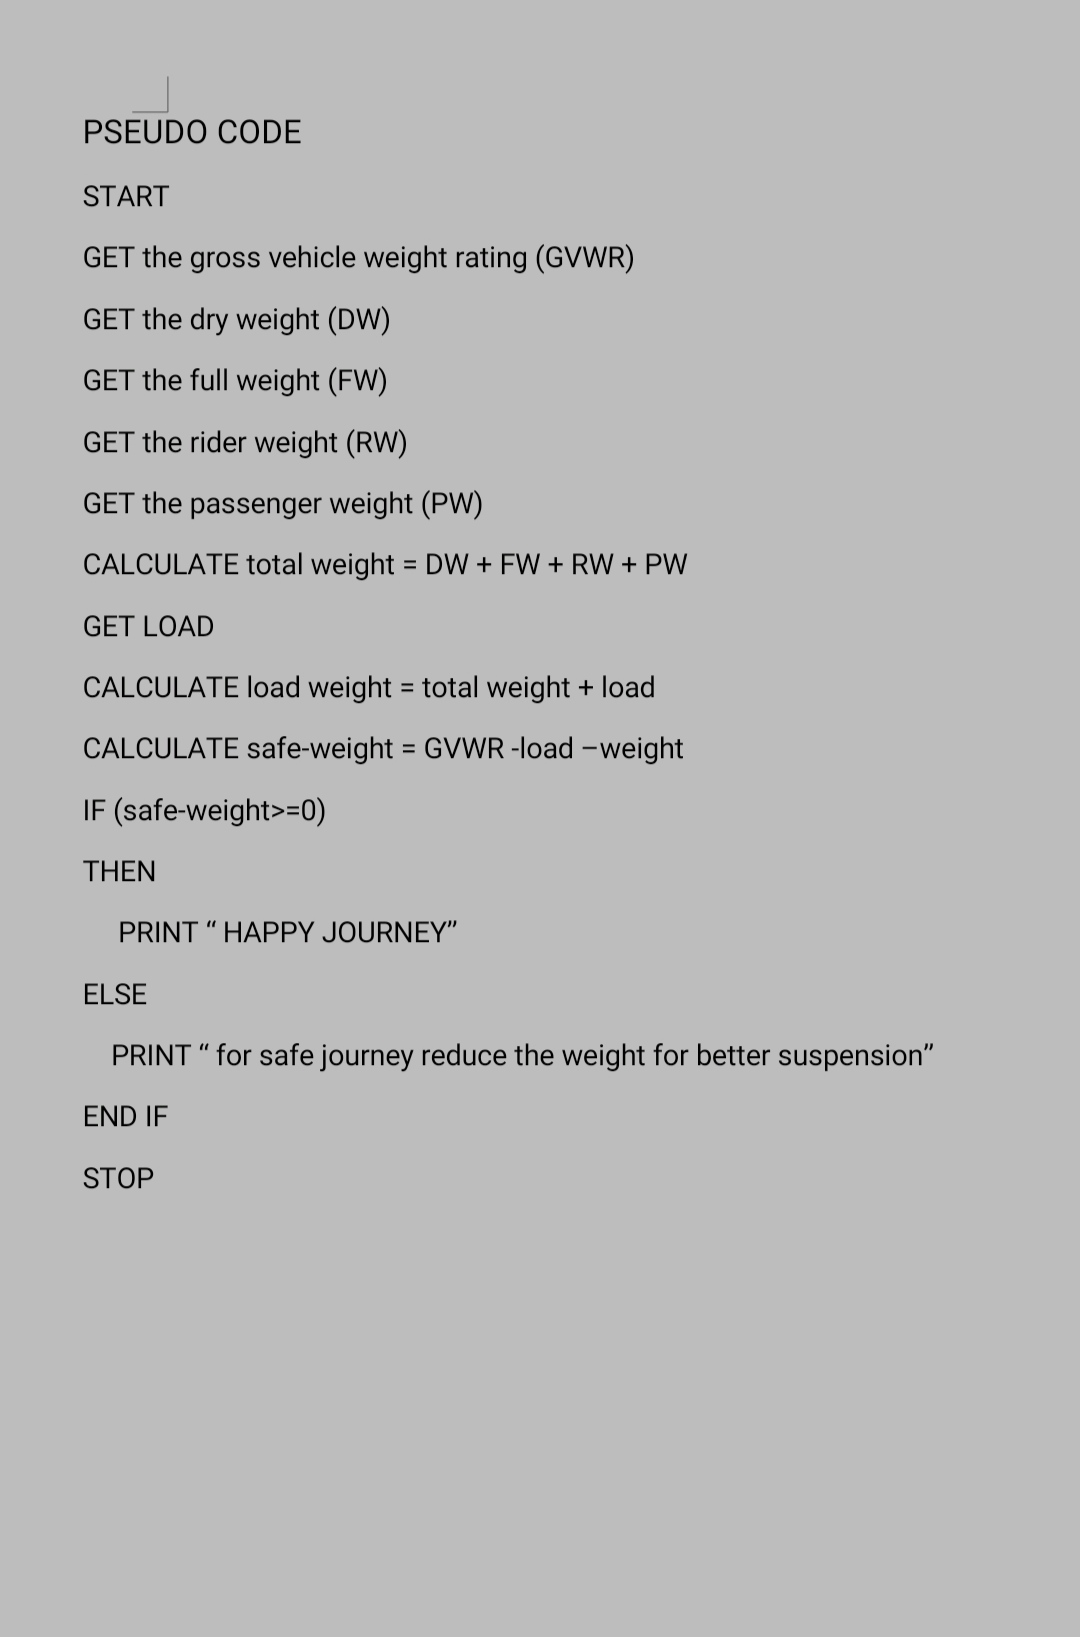 PSEUDO CODE
START
GET the gross vehicle weight rating (GVWR)
GET the dry weight (DW)
GET the full weight (FW)
GET the rider weight (RW)
GET the passenger weight (PW)
CALCULATE total weight = DW + FW + RW + PW
GET LOAD
CALCULATE load weight = total weight + load
CALCULATE safe-weight = GVWR -load –weight
IF (safe-weight>=0)
THEN
PRINT “ HAPPY JOURNEY”
ELSE
PRINT “ for safe journey reduce the weight for better suspension”
END IF
STOP